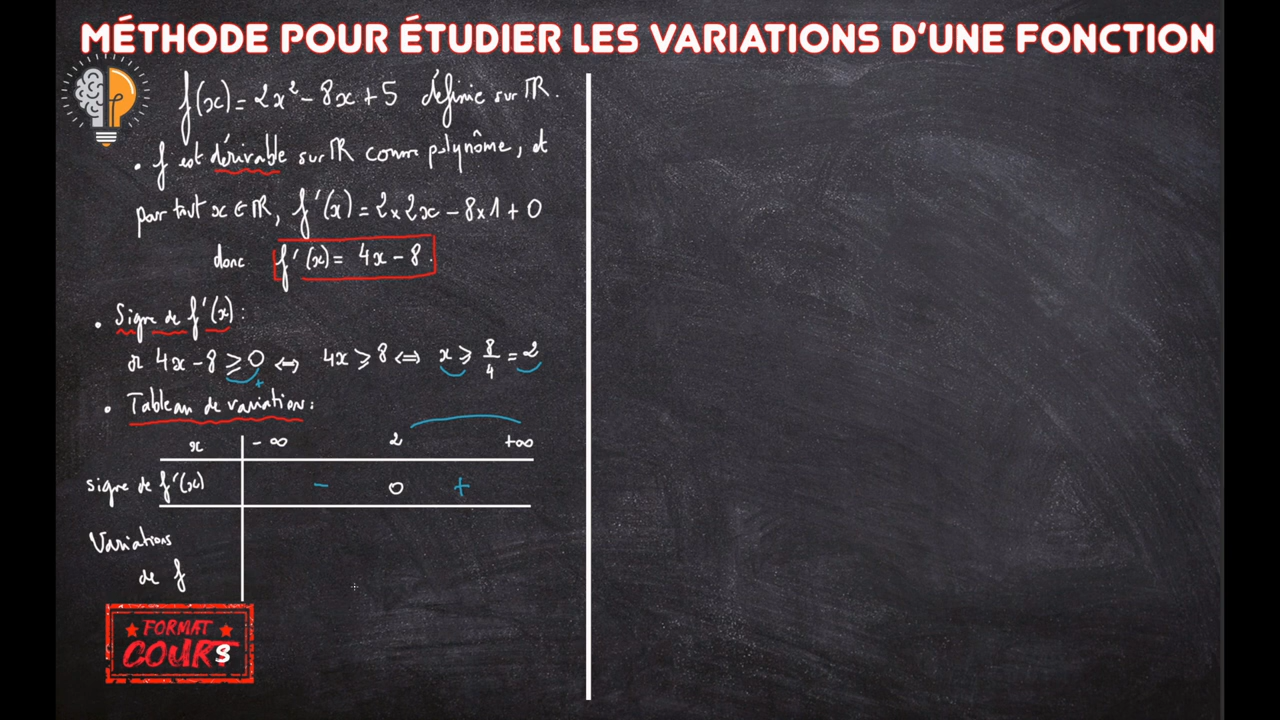 MÉTHODE POUR ÉTUDIER LES VARIATIONS D'UNE FONCTION
f(x) = 2x² - 8x + 5 définie sur ℝ.
• f est dérivable sur ℝ comme polynôme, et
pour tout x ∈ ℝ, f'(x) = 2×2x - 8×1 + 0
donc f'(x) = 4x - 8.
• Signe de f'(x) :
or 4x - 8 ≥ 0 ⇔ 4x ≥ 8 ⇔ x ≥ 8/4 = 2
+
• Tableau de variation :
x -∞ 2 +∞
signe de f'(x) - 0 +
Variations
de f
FORMAT
COURS